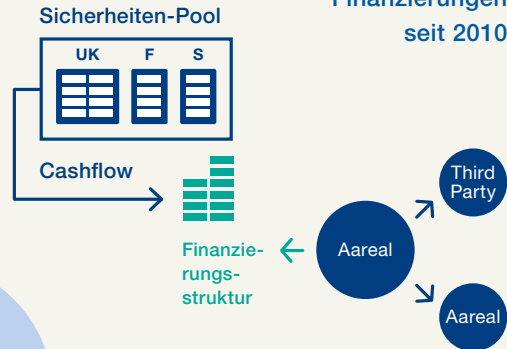 Finanzierungen
seit 2010
Sicherheiten-Pool
UK F S
Cashflow
Finanzie-
rungs-
struktur
Aareal
Third
Party
Aareal